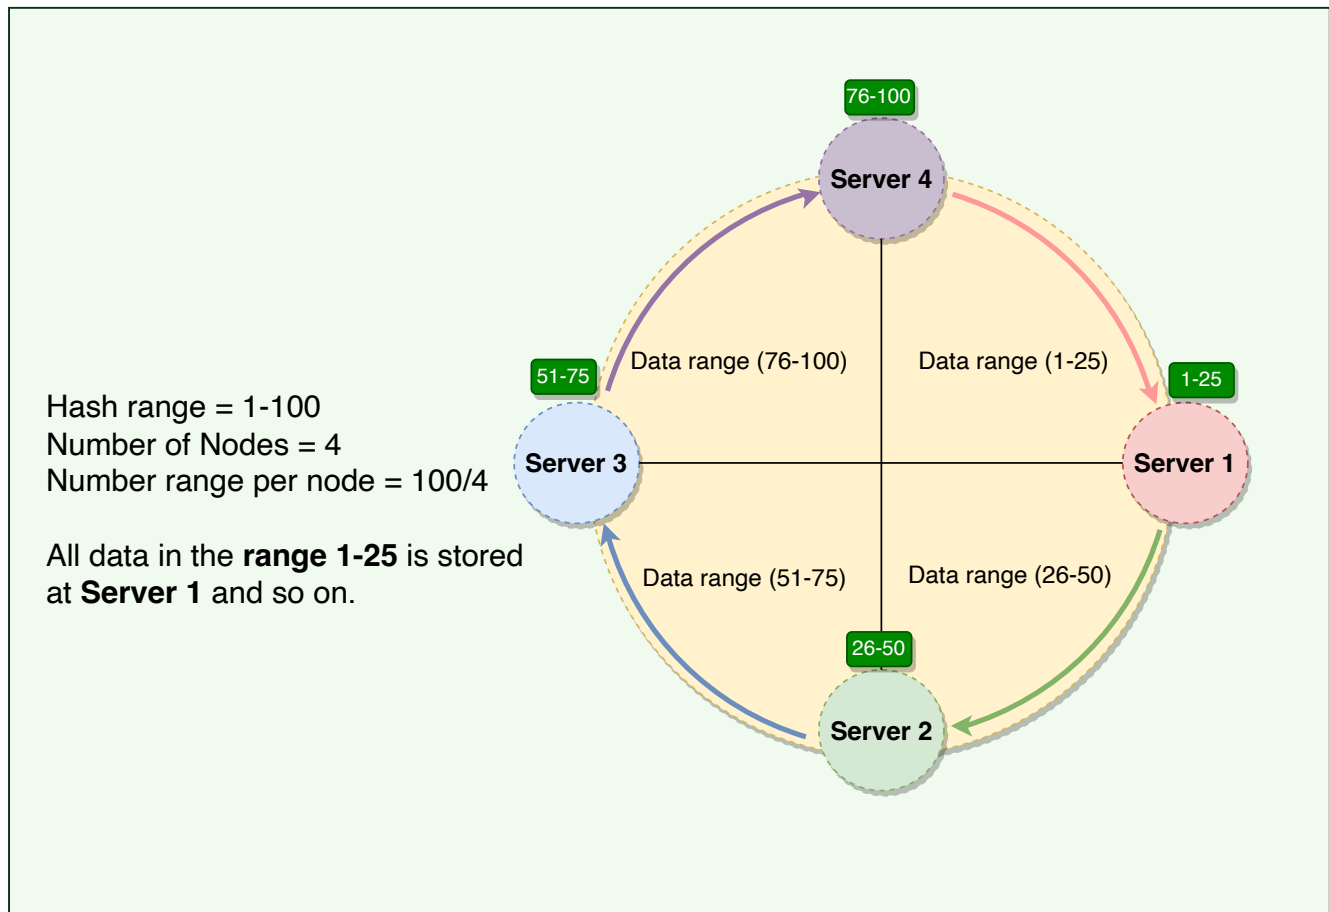 76-100
Server 4
Data range (76-100)
Data range (1-25)
51-75
1-25
Hash range = 1-100
Number of Nodes = 4
Number range per node = 100/4
Server 3
Server 1
All data in the range 1-25 is stored
at Server 1 and so on.
Data range (51-75)
Data range (26-50)
26-50
Server 2